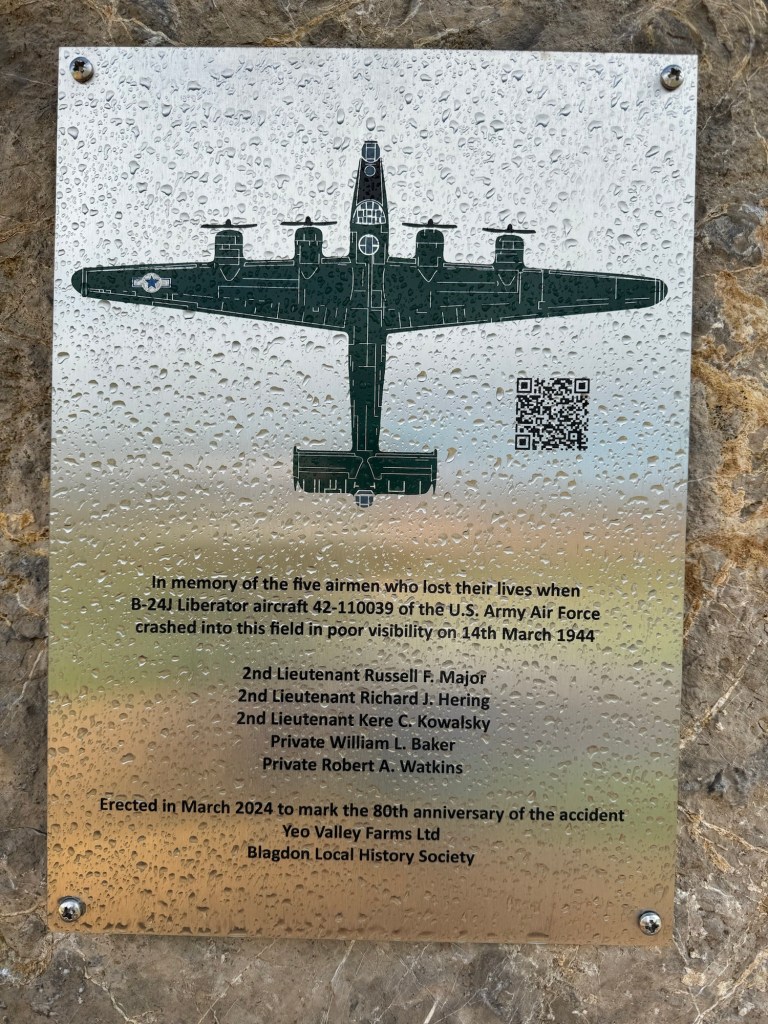 In memory of the five airmen who lost their lives when
B-24J Liberator aircraft 42-110039 of the U.S. Army Air Force
crashed into this field in poor visibility on 14th March 1944
2nd Lieutenant Russell F. Major
2nd Lieutenant Richard J. Hering
2nd Lieutenant Kere C. Kowalsky
Private William L. Baker
Private Robert A. Watkins
Erected in March 2024 to mark the 80th anniversary of the accident
Yeo Valley Farms Ltd
Blagdon Local History Society